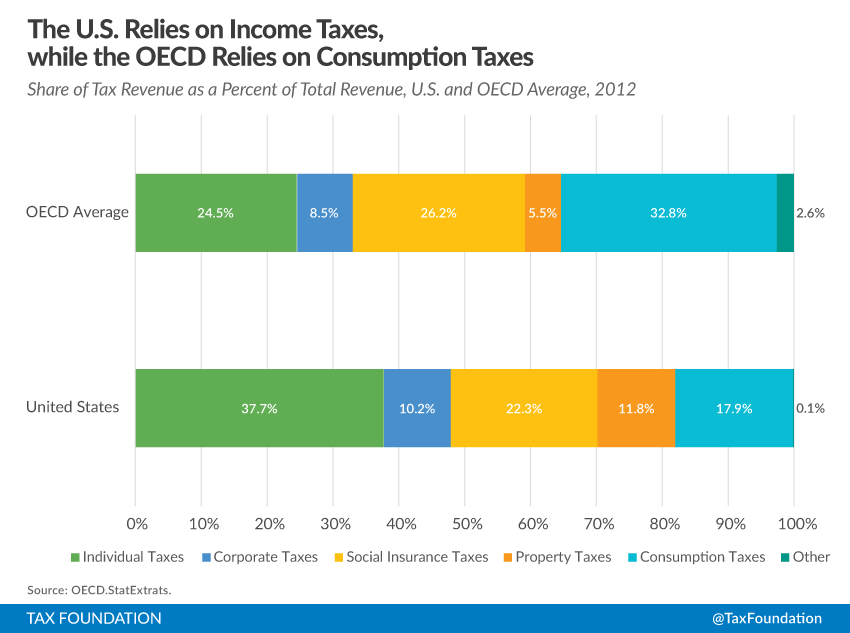 The U.S. Relies on Income Taxes,
while the OECD Relies on Consumption Taxes
Share of Tax Revenue as a Percent of Total Revenue, U.S. and OECD Average, 2012
OECD Average
24.5%
8.5%
26.2%
5.5%
32.8%
2.6%
United States
37.7%
10.2%
22.3%
11.8%
17.9%
0.1%
0% 10% 20% 30% 40% 50% 60% 70% 80% 90% 100%
Individual Taxes Corporate Taxes Social Insurance Taxes Property Taxes Consumption Taxes Other
Source: OECD.StatExtrats.
TAX FOUNDATION @TaxFoundation